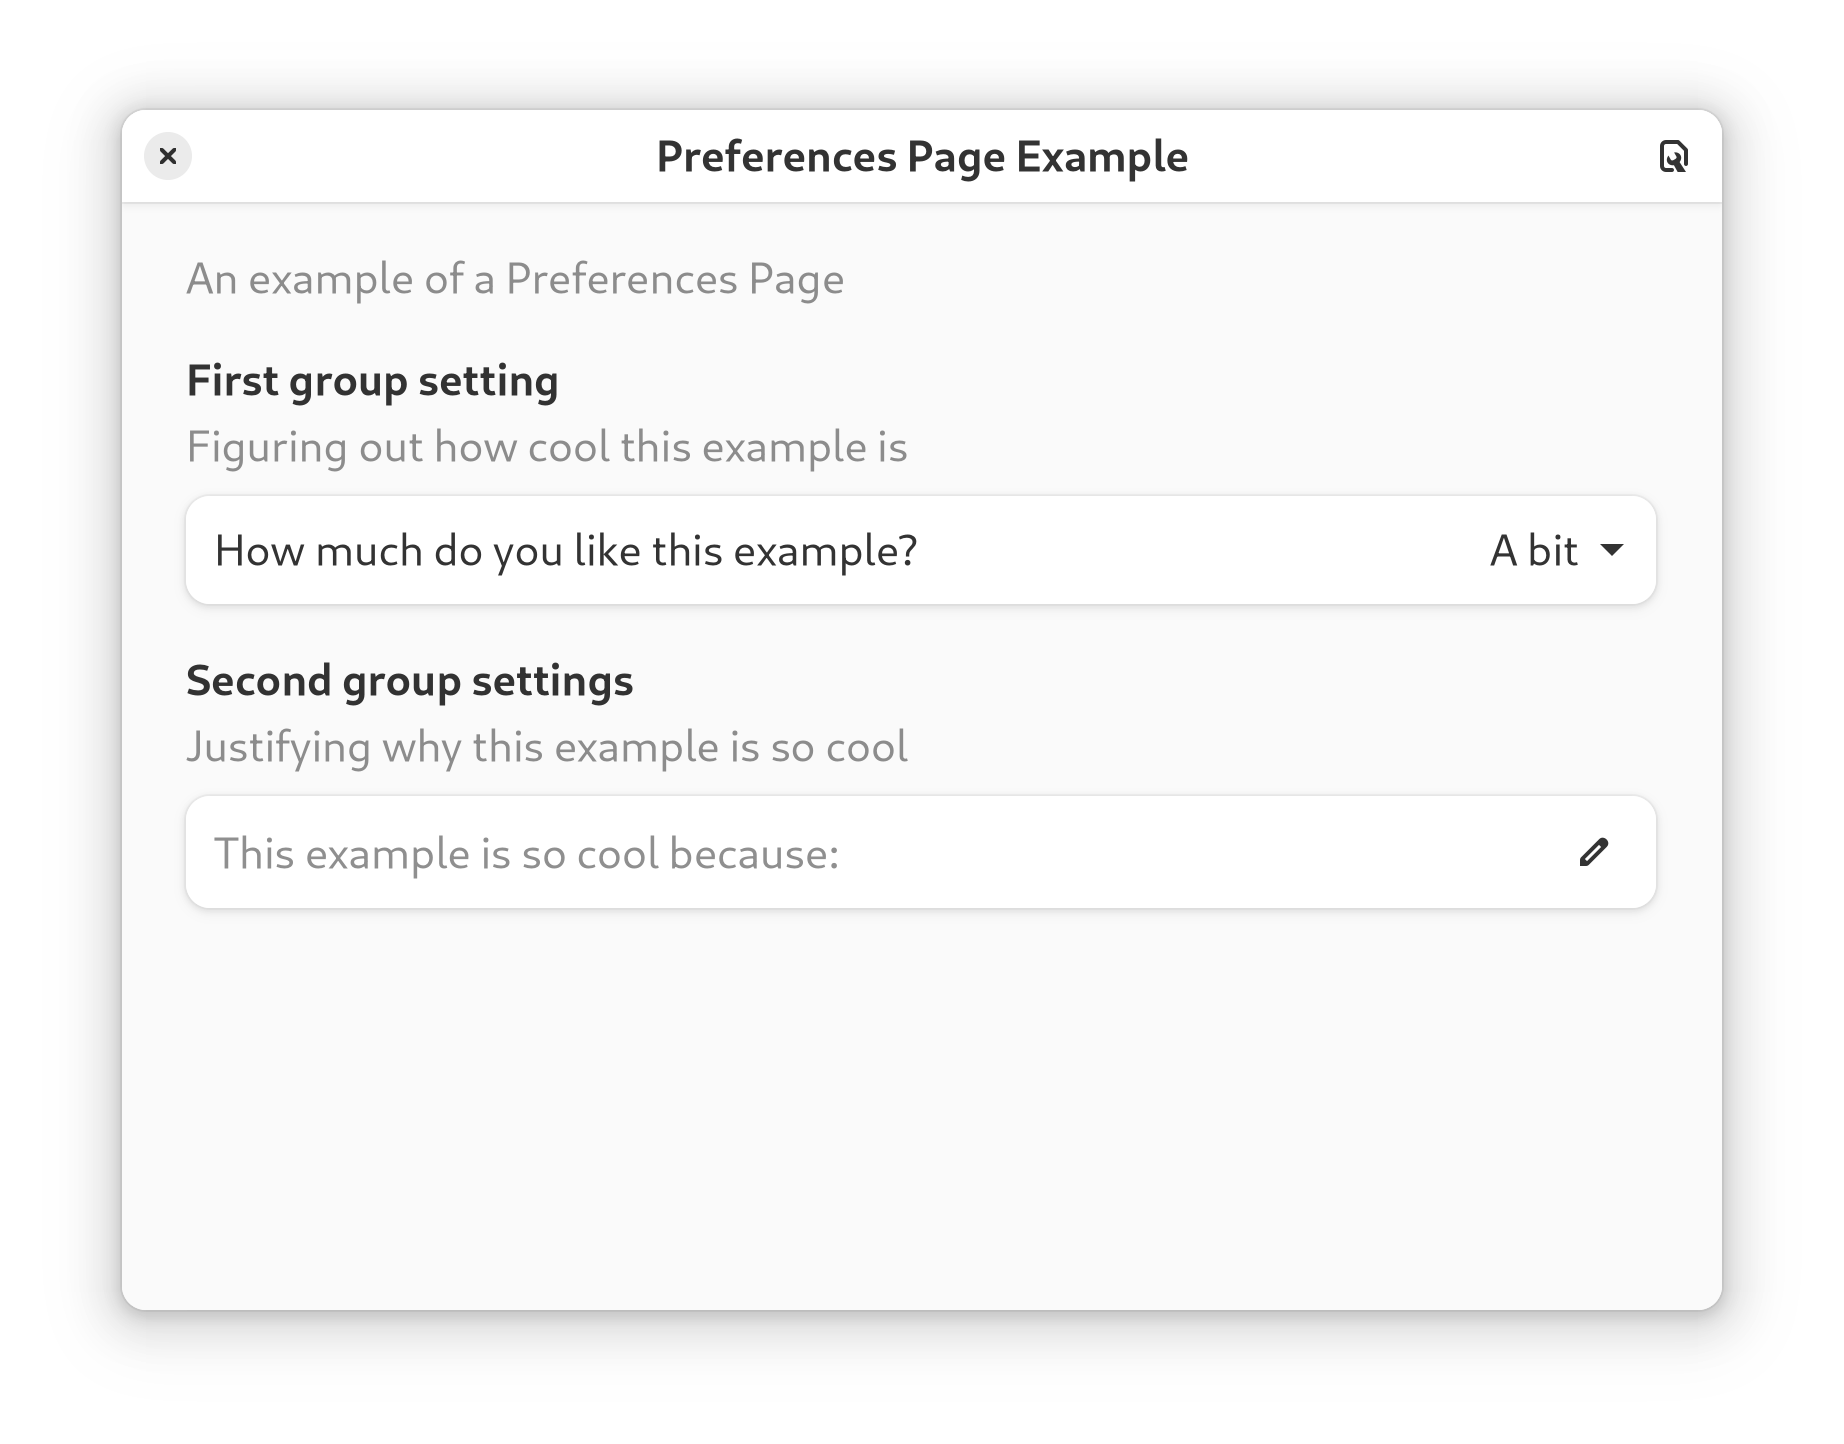 Preferences Page Example
An example of a Preferences Page
First group setting
Figuring out how cool this example is
How much do you like this example? A bit
Second group settings
Justifying why this example is so cool
This example is so cool because: